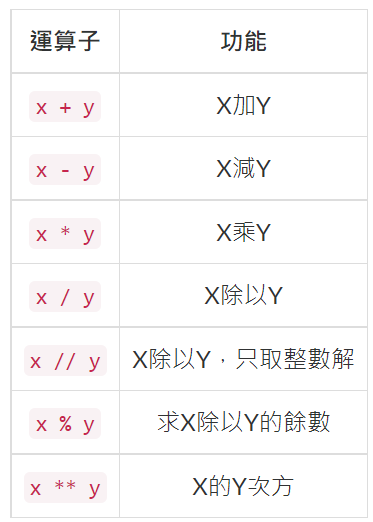 運算子 功能
x + y X加Y
x - y X減Y
x * y X乘Y
x / y X除以Y
x // y X除以Y，只取整數解
x % y 求X除以Y的餘數
x ** y X的Y次方